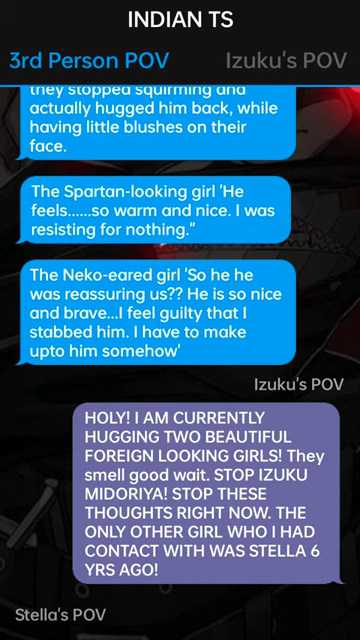 INDIAN TS
3rd Person POV
Izuku's POV
they stopped squirming and
actually hugged him back, while
having little blushes on their
face.
The Spartan-looking girl 'He
feels......so warm and nice. I was
resisting for nothing."
The Neko-eared girl 'So he he
was reassuring us?? He is so nice
and brave...I feel guilty that I
stabbed him. I have to make
upto him somehow'
Izuku's POV
HOLY! I AM CURRENTLY
HUGGING TWO BEAUTIFUL
FOREIGN LOOKING GIRLS! They
smell good wait. STOP IZUKU
MIDORIYA! STOP THESE
THOUGHTS RIGHT NOW. THE
ONLY OTHER GIRL WHO I HAD
CONTACT WITH WAS STELLA 6
YRS AGO!
Stella's POV